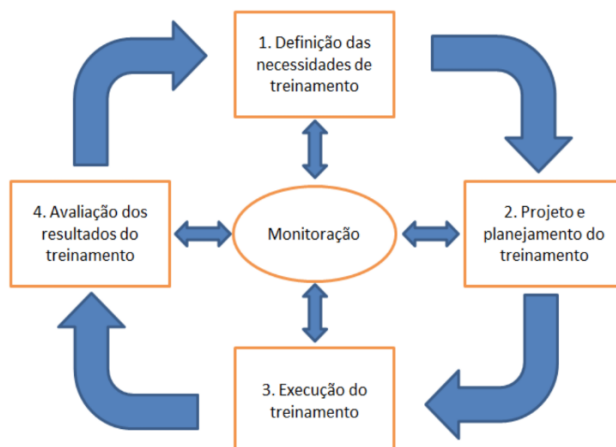 1. Definição das
necessidades de
treinamento
4. Avaliação dos
resultados do
treinamento
Monitoração
2. Projeto e
planejamento do
treinamento
3. Execução do
treinamento